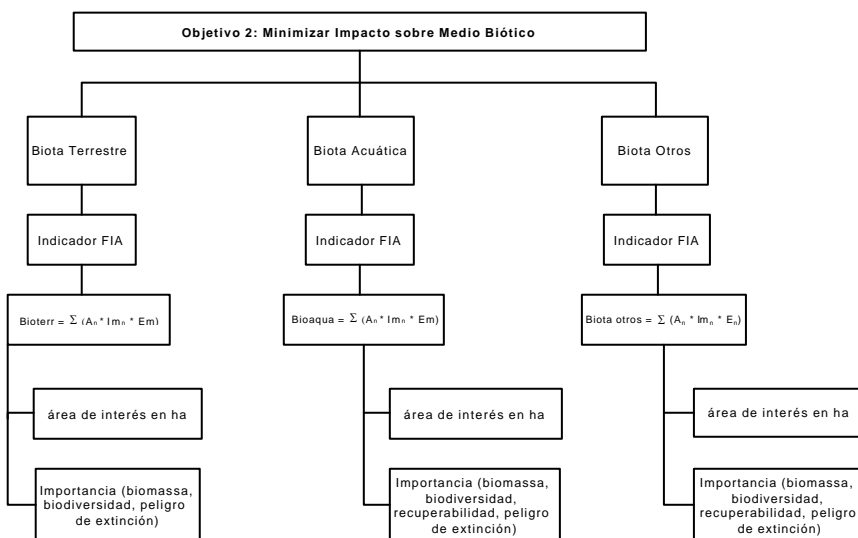 Objetivo 2: Minimizar Impacto sobre Medio Biótico
Biota Terrestre
Biota Acuática
Biota Otros
Indicador FIA
Indicador FIA
Indicador FIA
Bioterr = Σ (Aₙ * Imₙ * Em)
Bioaqua = Σ (Aₙ * Imₙ * Em)
Biota otros = Σ (Aₙ * Imₙ * Eₙ)
área de interés en ha
área de interés en ha
área de interés en ha
Importancia (biomassa,
biodiversidad, peligro
de extinción)
Importancia (biomassa,
biodiversidad,
recuperabilidad, peligro
de extinción)
Importancia (biomassa,
biodiversidad,
recuperabilidad, peligro
de extinción)